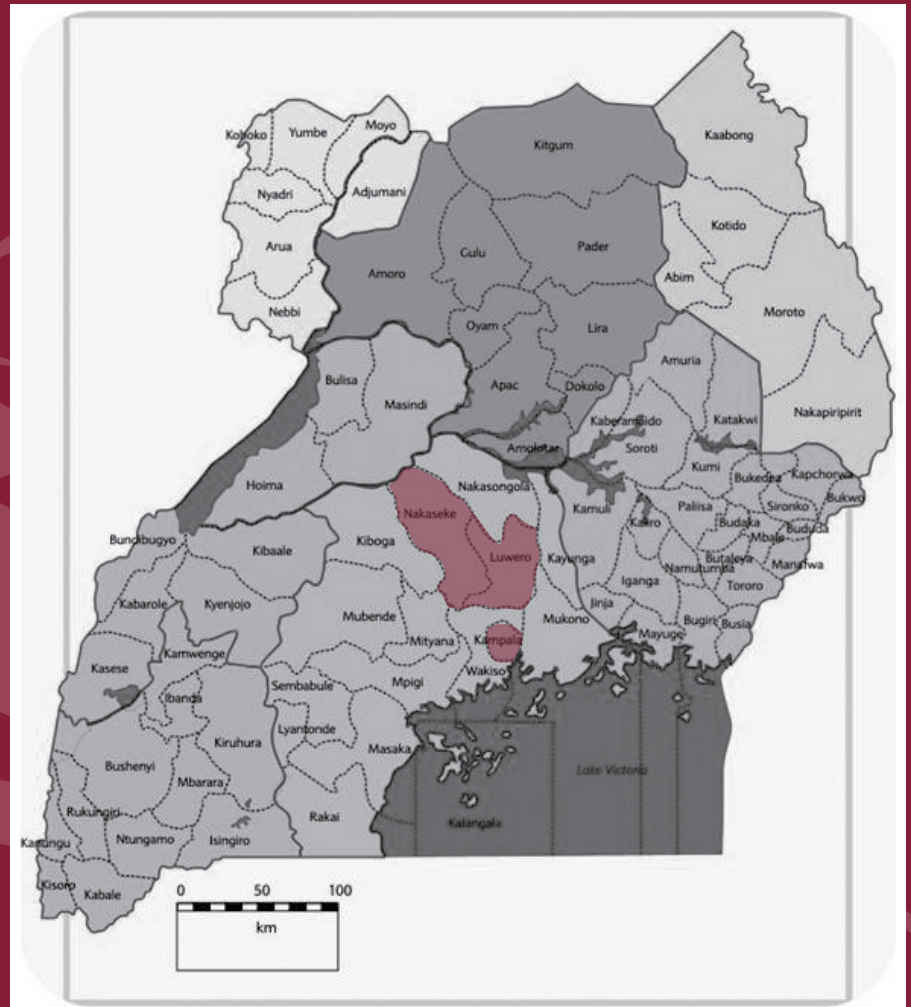 Kaabong
Moyo
Koboko
Yumbe
Kitgum
Nyadri
Adjumani
Kotido
Arua
Gulu
Pader
Amoro
Abim
Nebbi
Moroto
Oyam
Lira
Amuria
Bulisa
Apac
Dokolo
Masindi
Nakapiripirit
Kaberamaido
Katakwi
Amolotar
Soroti
Kumi
Kapchorwa
Hoima
Nakasongola
Bukedea
Bukwo
Kamuli
Paliisa
Sironko
Nakaseke
Kaliro
Budaka
Bududa
Bundibugyo
Kiboga
Mbale
Kibaale
Luwero
Kayunga
Butaleya
Manafwa
Namutumba
Iganga
Tororo
Kabarole
Kyenjojo
Jinja
Mubende
Mukono
Bugiri
Busia
Mityana
Kampala
Mayuge
Kamwenge
Kasese
Wakiso
Sembabule
Mpigi
Ibanda
Lyantonde
Kiruhura
Masaka
Bushenyi
Lake Victoria
Mbarara
Rukungiri
Rakai
Kalangala
Kanungu
Ntungamo
Isingiro
Kisoro
Kabale
0 50 100
km